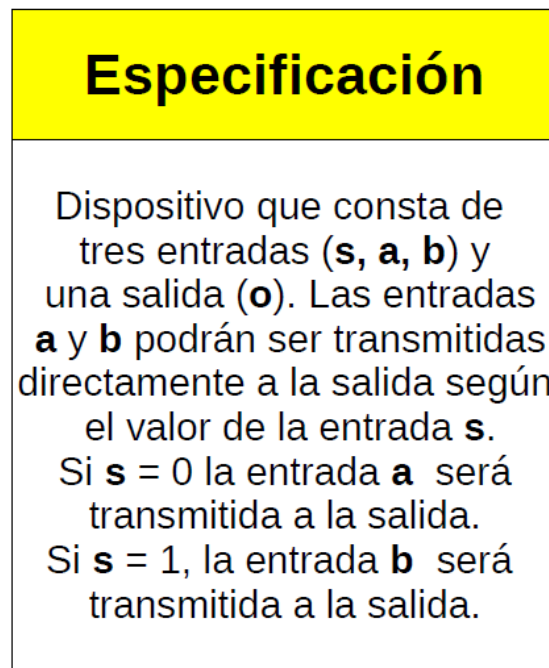 Especificación
Dispositivo que consta de
tres entradas (s, a, b) y
una salida (o). Las entradas
a y b podrán ser transmitidas
directamente a la salida según
el valor de la entrada s.
Si s = 0 la entrada a será
transmitida a la salida.
Si s = 1, la entrada b será
transmitida a la salida.